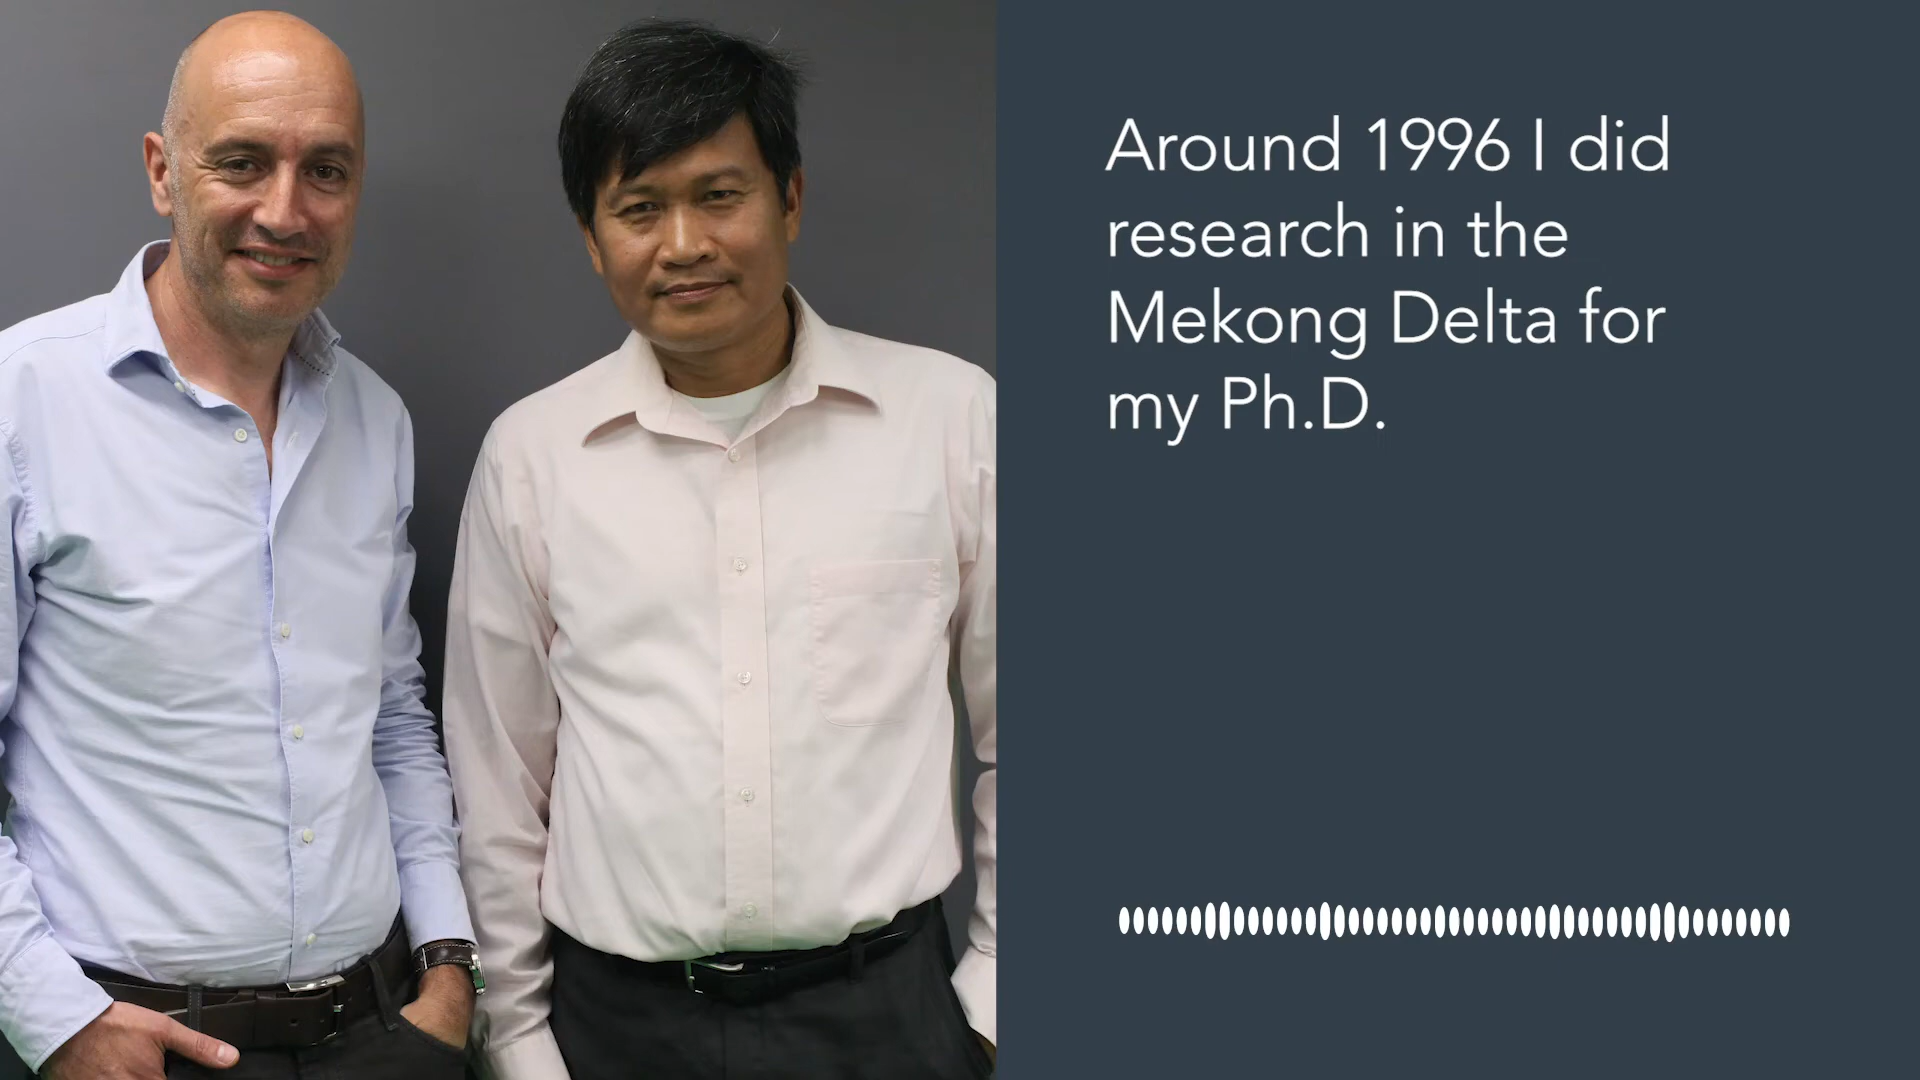 Around 1996 I did
research in the
Mekong Delta for
my Ph.D.